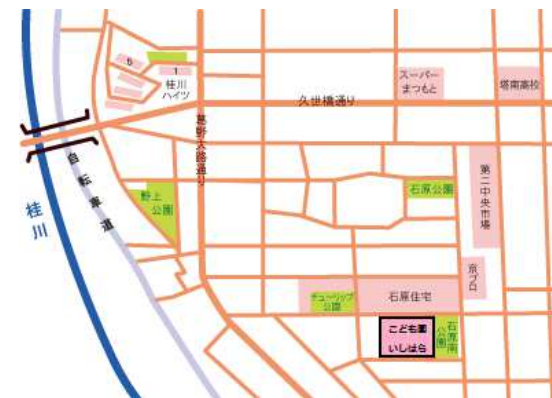 6
1
桂川
ハイツ
スーパー
まつもと
塔南高校
久世橋通り
葛野大路通り
自転車道
桂川
野上
公園
石原公園
第二中央市場
京プロ
チューリップ
公園
石原住宅
こども園
いしはら
石原南
公園